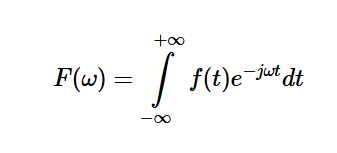 F(ω) = ∫_{−∞}^{+∞} f(t)e^{−jωt} dt